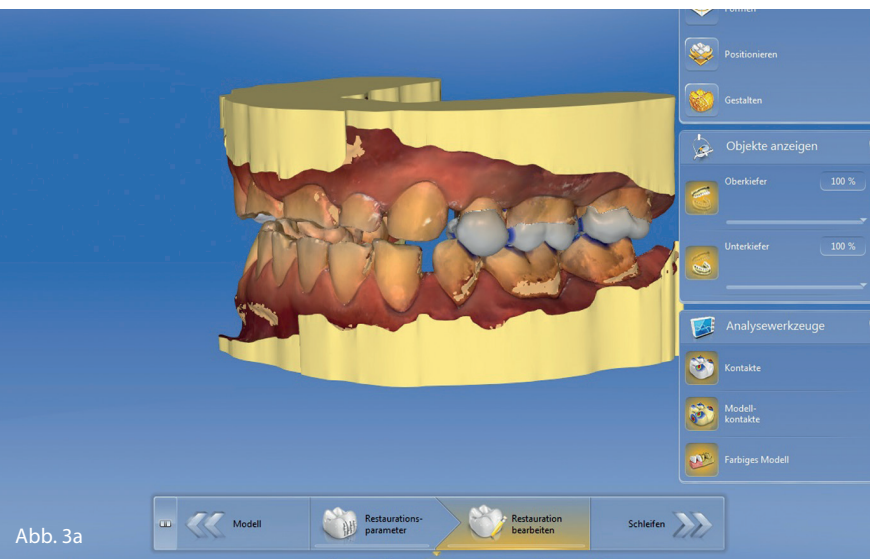 Formen
Positionieren
Gestalten
Objekte anzeigen
Oberkiefer
100 %
Unterkiefer
100 %
Analysewerkzeuge
Kontakte
Modell-
kontakte
Farbiges Modell
Modell
Restaurations-
parameter
Restauration
bearbeiten
Schleifen
Abb. 3a